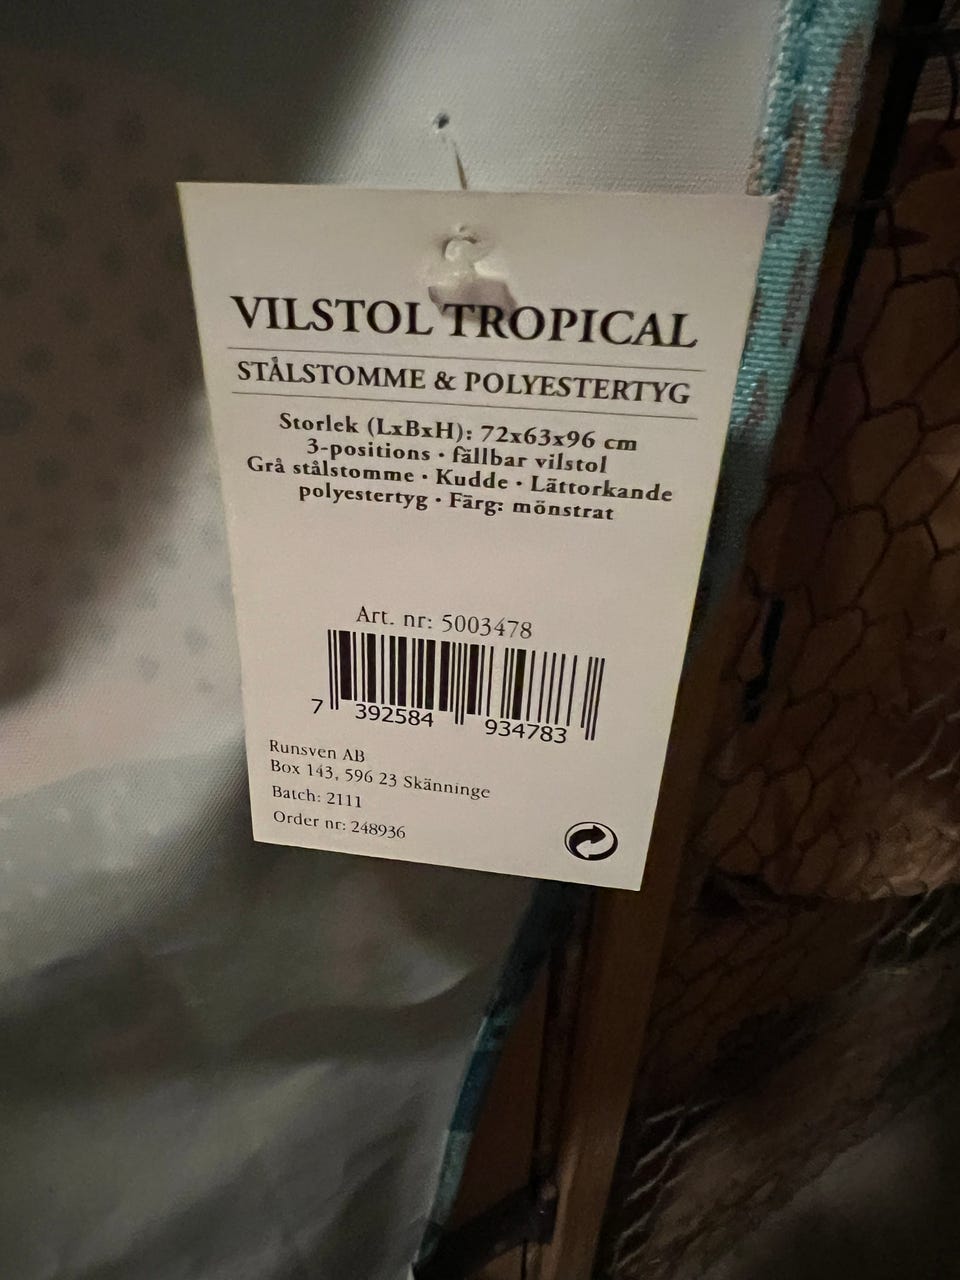 VILSTOL TROPICAL
STÅLSTOMME & POLYESTERTYG
Storlek (LxBxH): 72x63x96 cm
3-positions • fällbar vilstol
Grå stålstomme • Kudde • Lättorkande
polyestertyg • Färg: mönstrat
Art. nr: 5003478
7 392584 934783
Runsven AB
Box 143, 596 23 Skänninge
Batch: 2111
Order nr: 248936